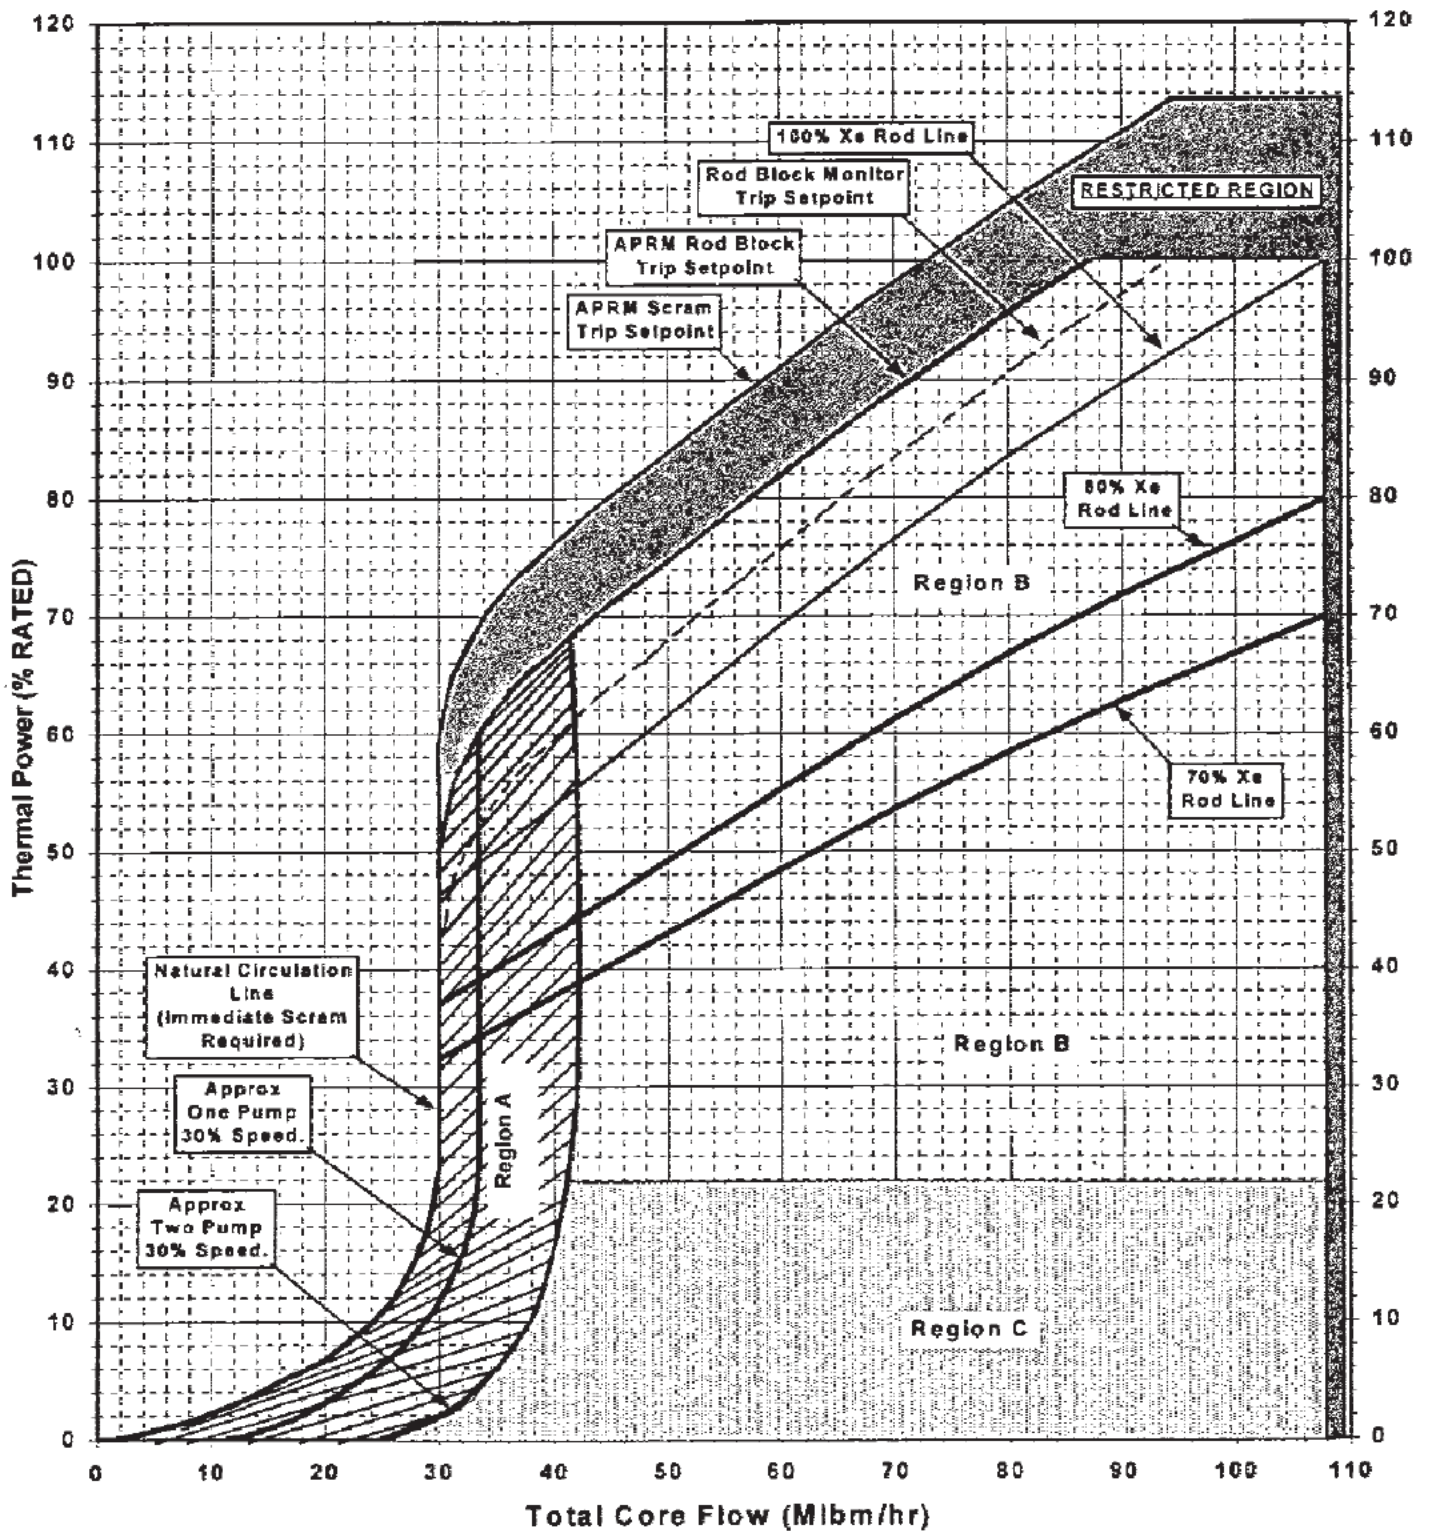 120
110
100
90
80
70
60
50
40
30
20
10
0
120
110
100
90
80
70
60
50
40
30
20
10
0
100% Xe Rod Line
Rod Block Monitor
Trip Setpoint
APRM Rod Block
Trip Setpoint
APRM Scram
Trip Setpoint
RESTRICTED REGION
80% Xe
Rod Line
Region B
70% Xe
Rod Line
Natural Circulation
Line
(Immediate Scram
Required)
Approx
One Pump
30% Speed.
Approx
Two Pump
30% Speed.
Region A
Region B
Region C
Thermal Power (% RATED)
0 10 20 30 40 50 60 70 80 90 100 110
Total Core Flow (Mlbm/hr)